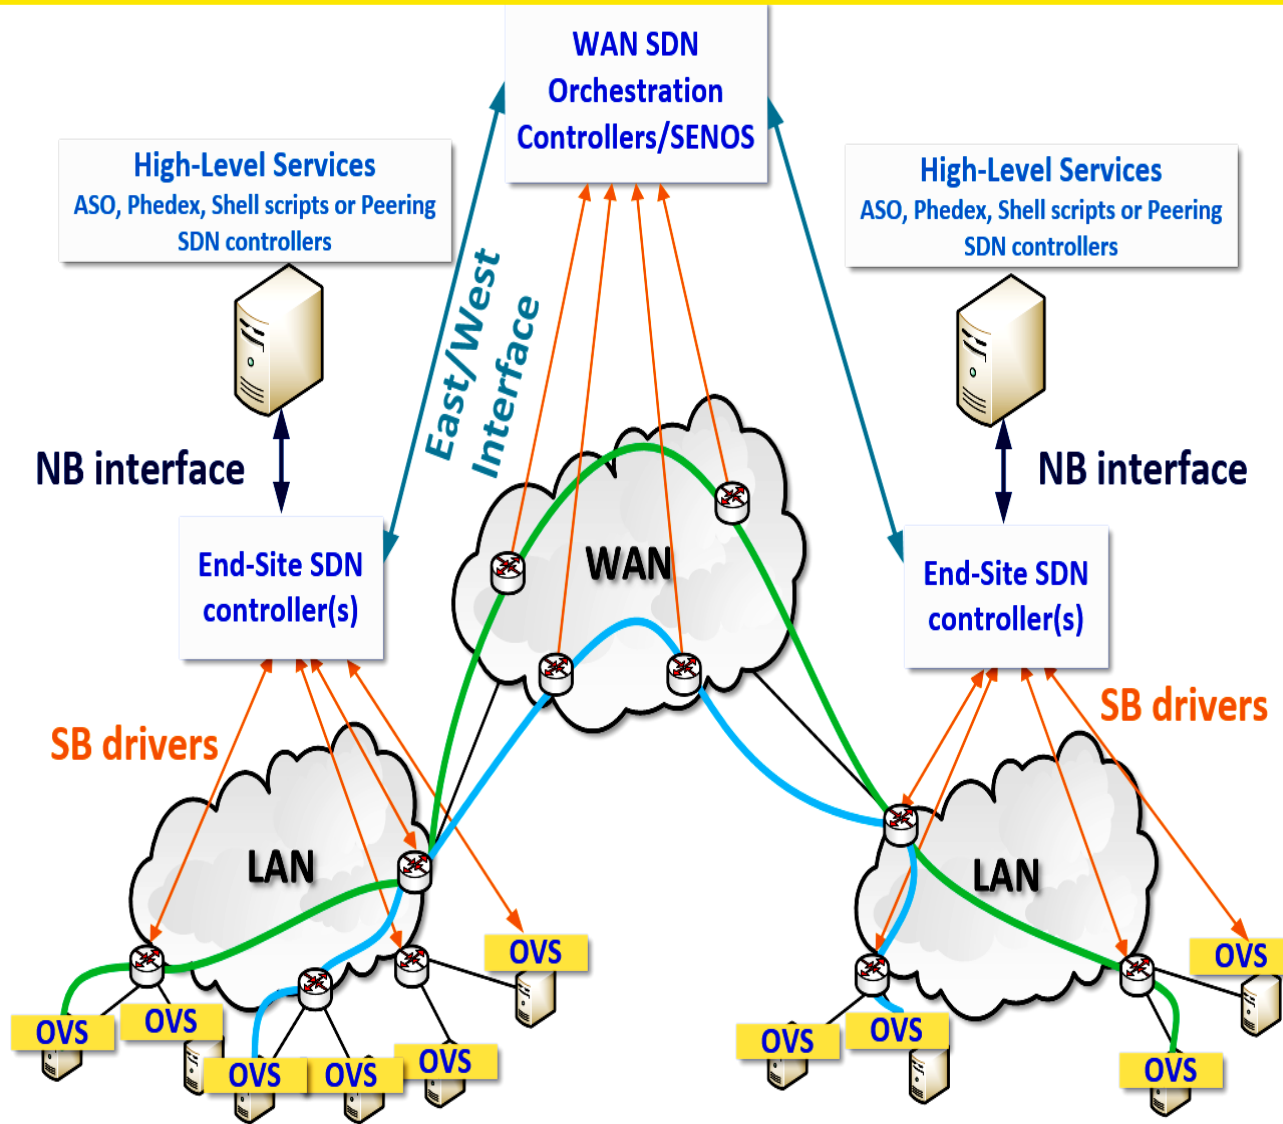 WAN SDN
Orchestration
Controllers/SENOS
High-Level Services
ASO, Phedex, Shell scripts or Peering
SDN controllers
High-Level Services
ASO, Phedex, Shell scripts or Peering
SDN controllers
East/West
Interface
NB interface
NB interface
End-Site SDN
controller(s)
WAN
End-Site SDN
controller(s)
SB drivers
SB drivers
LAN
LAN
OVS
OVS
OVS
OVS
OVS
OVS
OVS
OVS
OVS
OVS